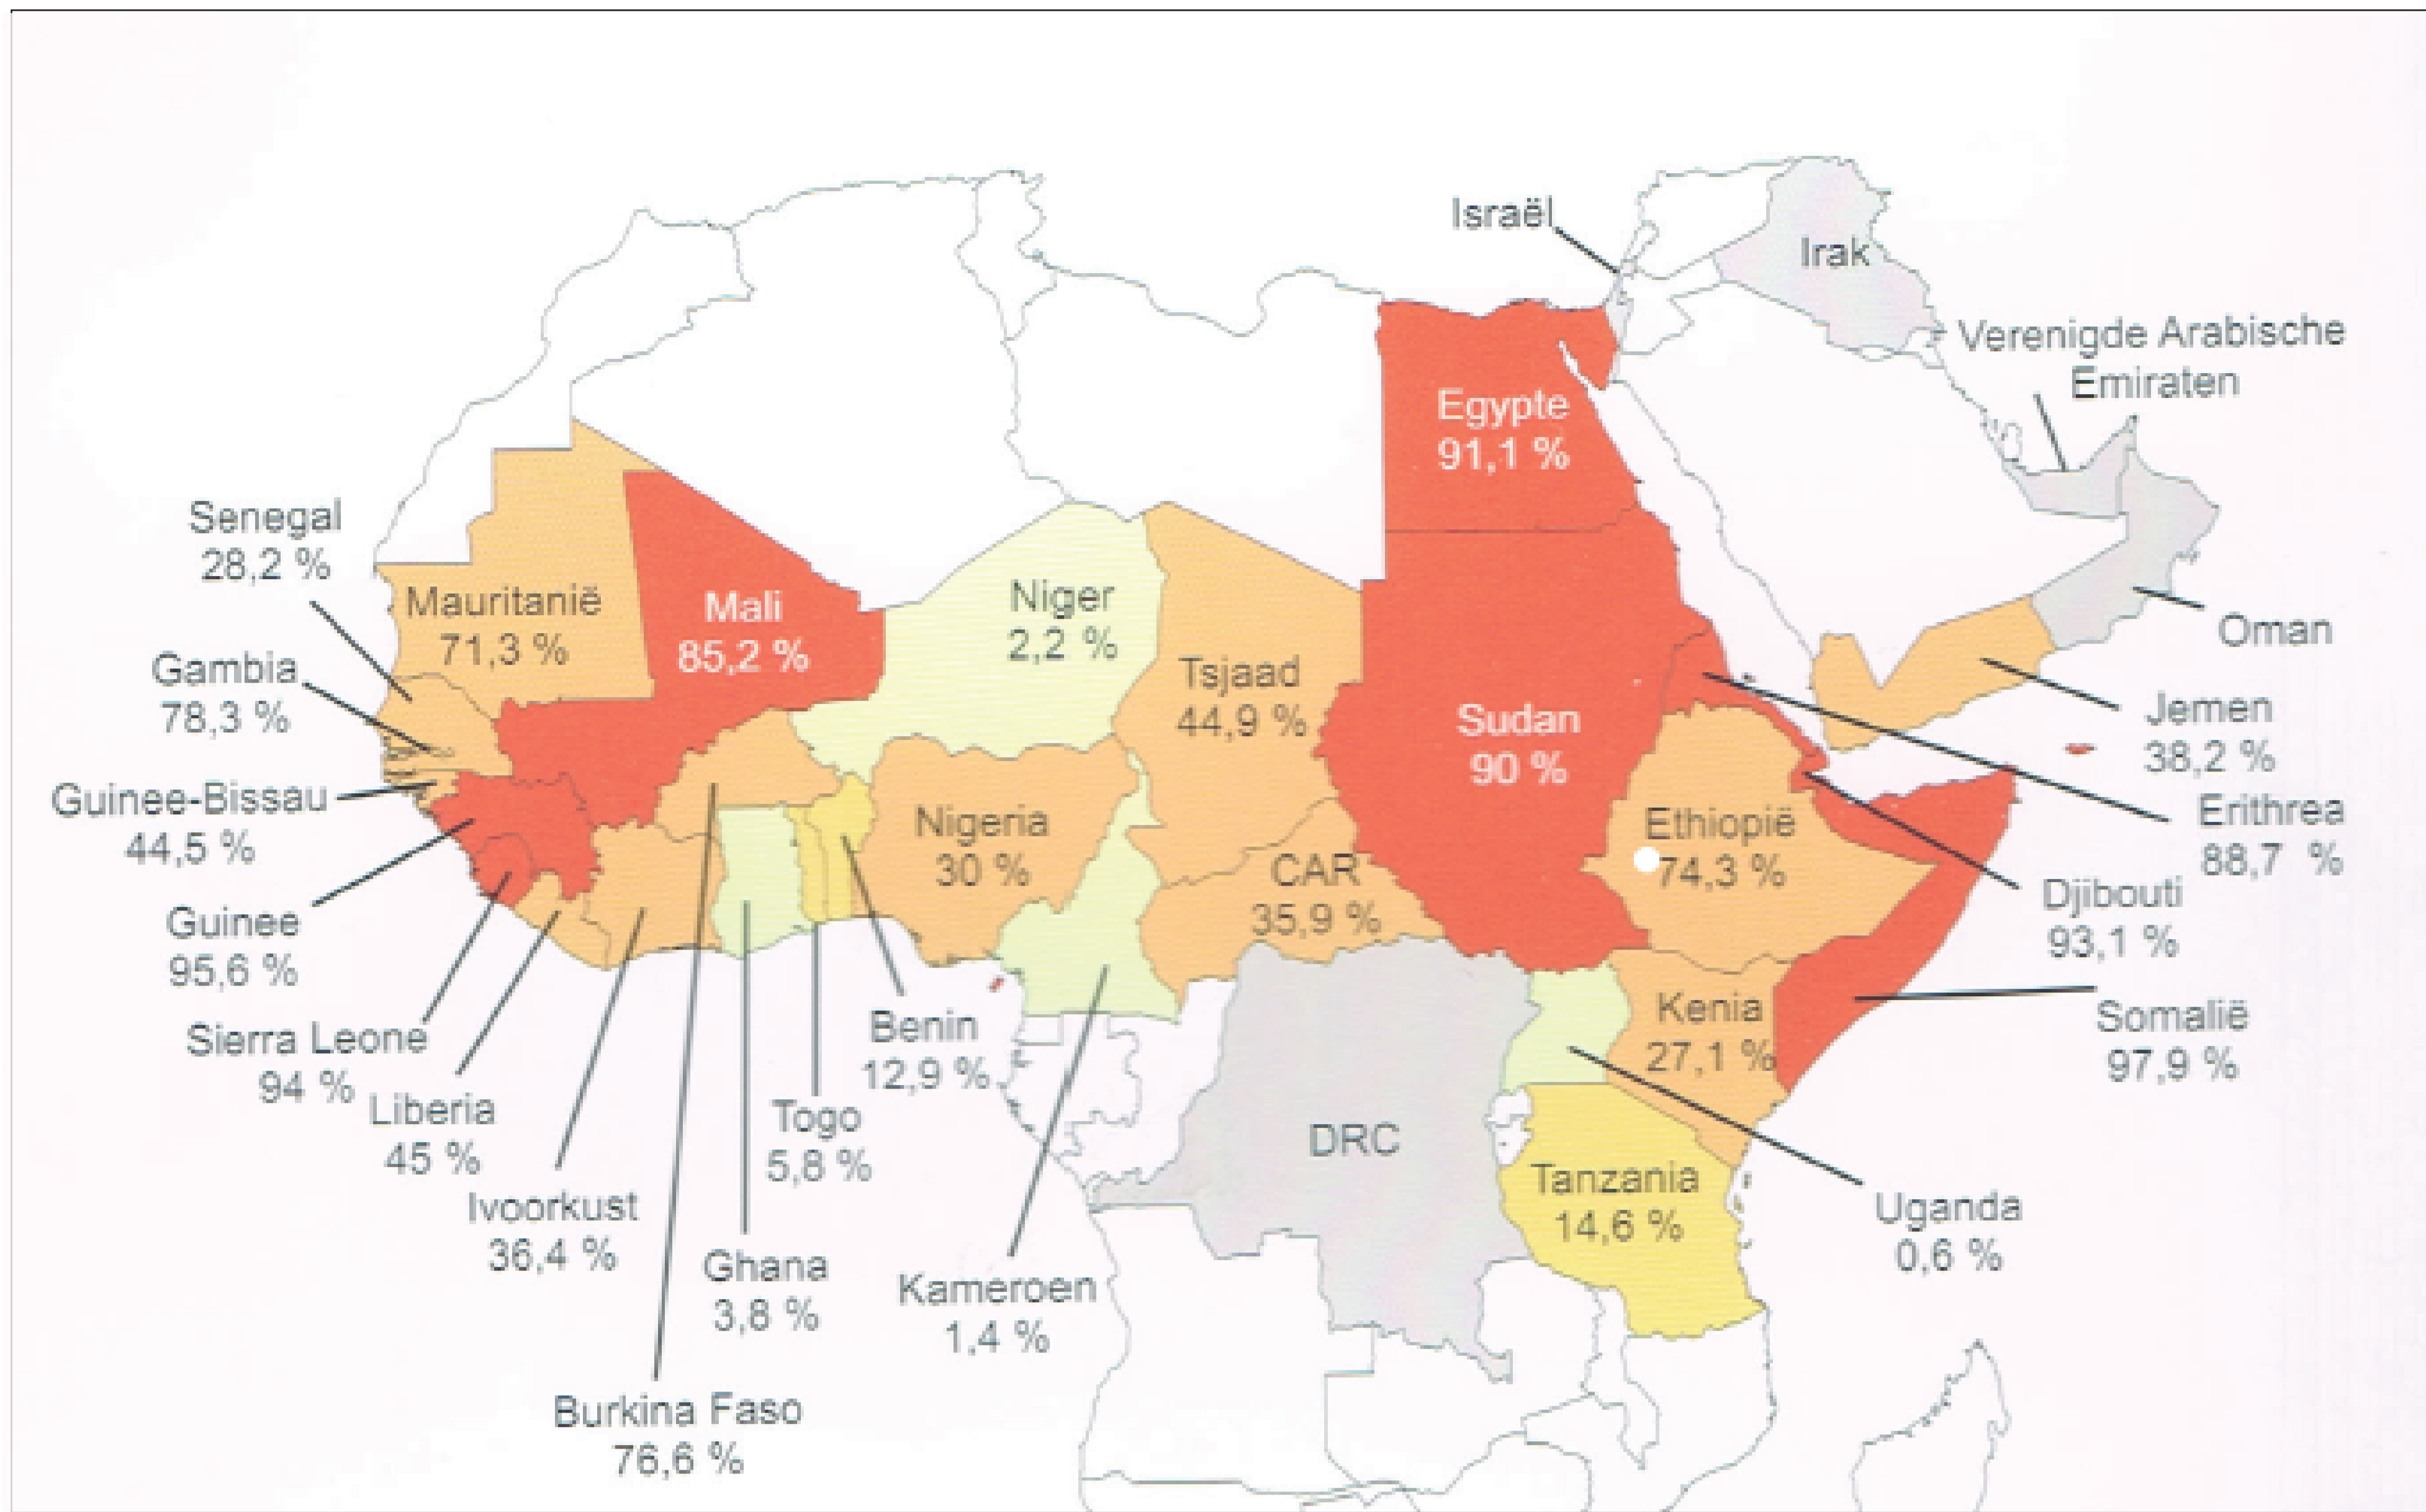 Israël
Irak
Verenigde Arabische
Emiraten
Egypte
91,1 %
Senegal
28,2 %
Mauritanië
71,3 %
Mali
85,2 %
Niger
2,2 %
Oman
Gambia
78,3 %
Tsjaad
44,9 %
Sudan
90 %
Jemen
38,2 %
Guinee-Bissau
44,5 %
Nigeria
30 %
CAR
35,9 %
Ethiopië
74,3 %
Erithrea
88,7 %
Guinee
95,6 %
Djibouti
93,1 %
Sierra Leone
94 %
Benin
12,9 %
Kenia
27,1 %
Somalië
97,9 %
Liberia
45 %
Togo
5,8 %
DRC
Tanzania
14,6 %
Ivoorkust
36,4 %
Uganda
0,6 %
Ghana
3,8 %
Kameroen
1,4 %
Burkina Faso
76,6 %